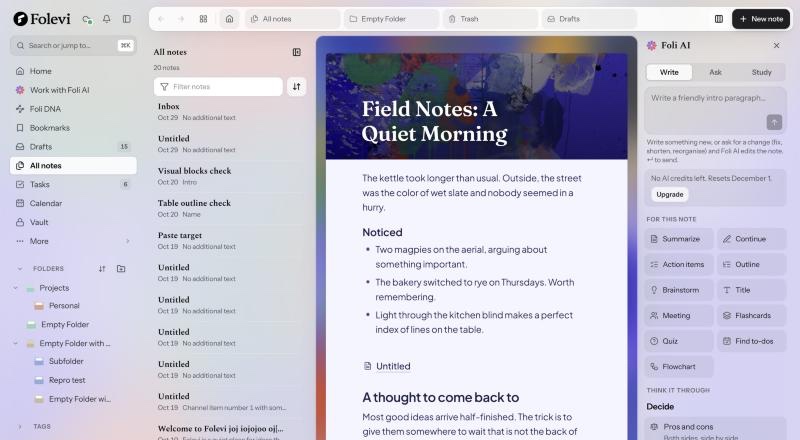 Folevi
All notes
Empty Folder
Trash
Drafts
New note
Search or jump to...
⌘K
Home
Work with Foli AI
Foli DNA
Bookmarks
Drafts 15
All notes
Tasks 6
Calendar
Vault
More
FOLDERS
Projects
Personal
Empty Folder
Empty Folder with ...
Subfolder
Repro test
Empty Folder wi...
TAGS
All notes
20 notes
Filter notes
Inbox
Oct 29 No additional text
Untitled
Oct 29 No additional text
Visual blocks check
Oct 20 Intro
Table outline check
Oct 20 Name
Paste target
Oct 19 No additional text
Untitled
Oct 19 No additional text
Untitled
Oct 19 No additional text
Untitled
Oct 19 No additional text
Untitled
Oct 19 No additional text
Untitled
Oct 19 Channel item number 1 with som...
Welcome to Folevi joj iojojoo oj[...
Field Notes: A
Quiet Morning
The kettle took longer than usual. Outside, the street
was the color of wet slate and nobody seemed in a
hurry.
Noticed
• Two magpies on the aerial, arguing about
something important.
• The bakery switched to rye on Thursdays. Worth
remembering.
• Light through the kitchen blind makes a perfect
index of lines on the table.
Untitled
A thought to come back to
Most good ideas arrive half-finished. The trick is to
give them somewhere to wait that is not the back of
Foli AI
Write
Ask
Study
Write a friendly intro paragraph...
Write something new, or ask for a change (fix,
shorten, reorganise) and Foli AI edits the note.
↵ to send.
No AI credits left. Resets December 1.
Upgrade
FOR THIS NOTE
Summarize
Continue
Action items
Outline
Brainstorm
Title
Meeting
Flashcards
Quiz
Find to-dos
Flowchart
THINK IT THROUGH
Decide
Pros and cons
Both sides, side by side